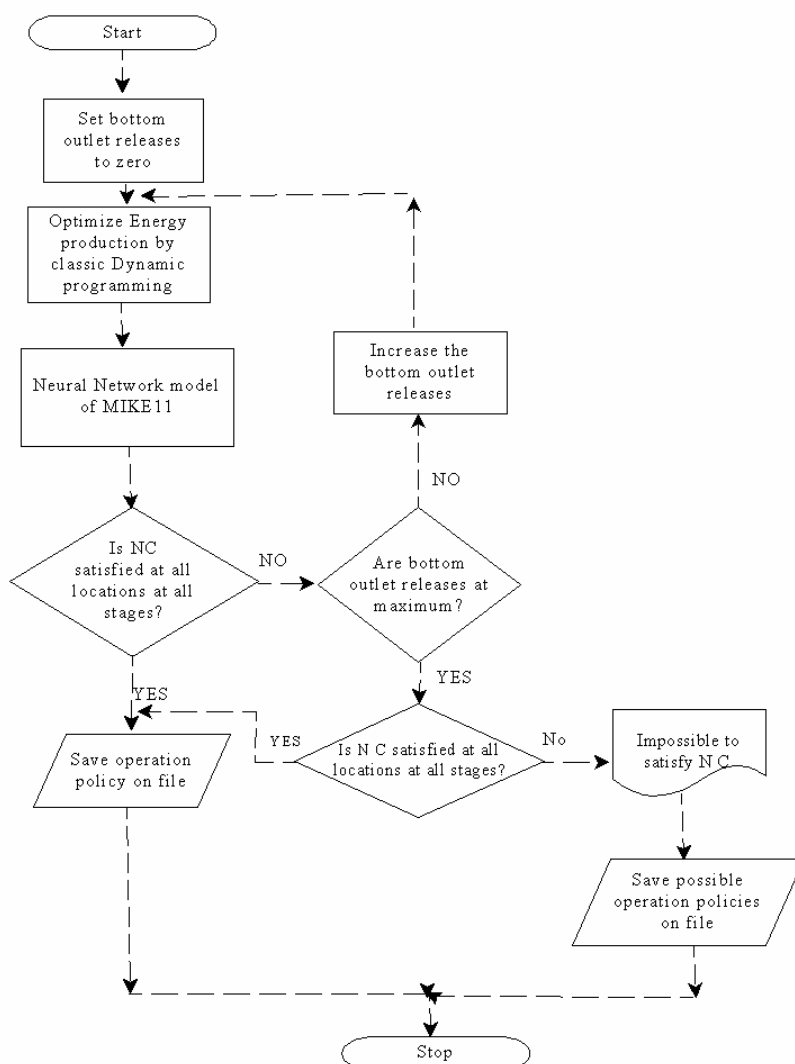 Start
Set bottom
outlet releases
to zero
Optimize Energy
production by
classic Dynamic
programming
Neural Network model
of MIKE11
Increase the
bottom outlet
releases
NO
Is NC
satisfied at all
locations at all
stages?
NO
Are bottom
outlet releases at
maximum?
YES
YES
Save operation
policy on file
YES
Is N C satisfied at all
locations at all stages?
No
Impossible to
satisfy N C
Save possible
operation policies
on file
Stop